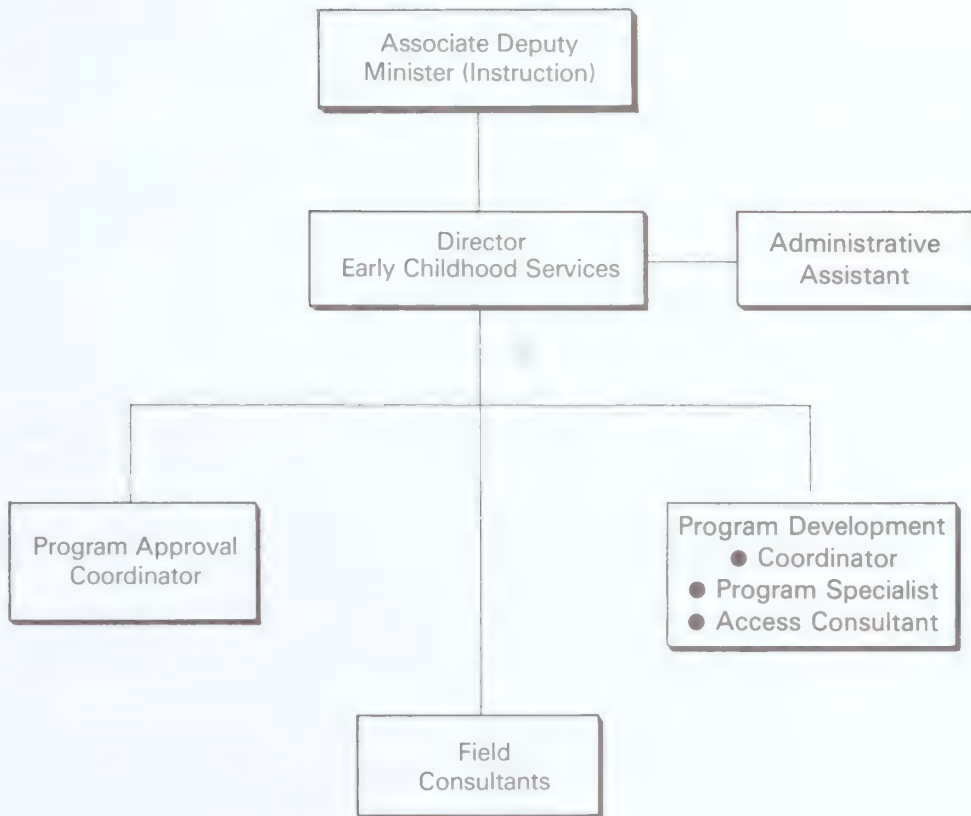 Associate Deputy
Minister (Instruction)
Director
Early Childhood Services
Administrative
Assistant
Program Approval
Coordinator
Program Development
● Coordinator
● Program Specialist
● Access Consultant
Field
Consultants